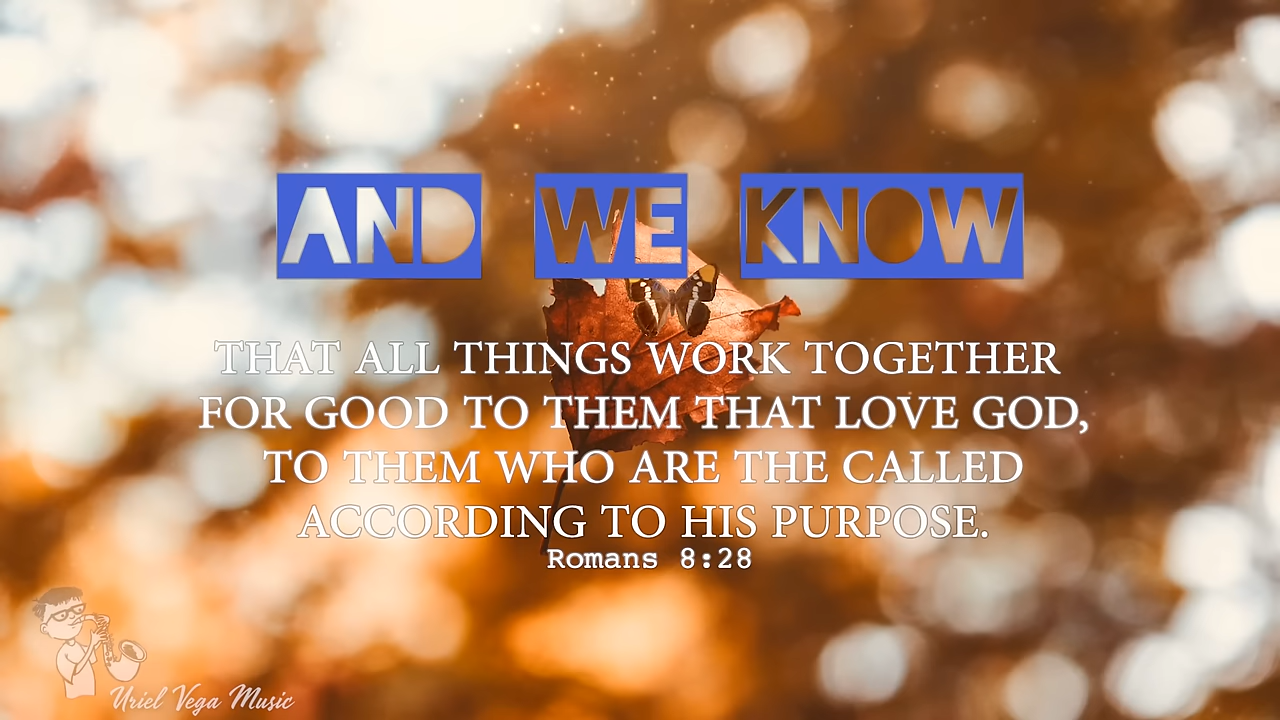 AND WE KNOW
THAT ALL THINGS WORK TOGETHER
FOR GOOD TO THEM THAT LOVE GOD,
TO THEM WHO ARE THE CALLED
ACCORDING TO HIS PURPOSE.
Romans 8:28
Uriel Vega Music